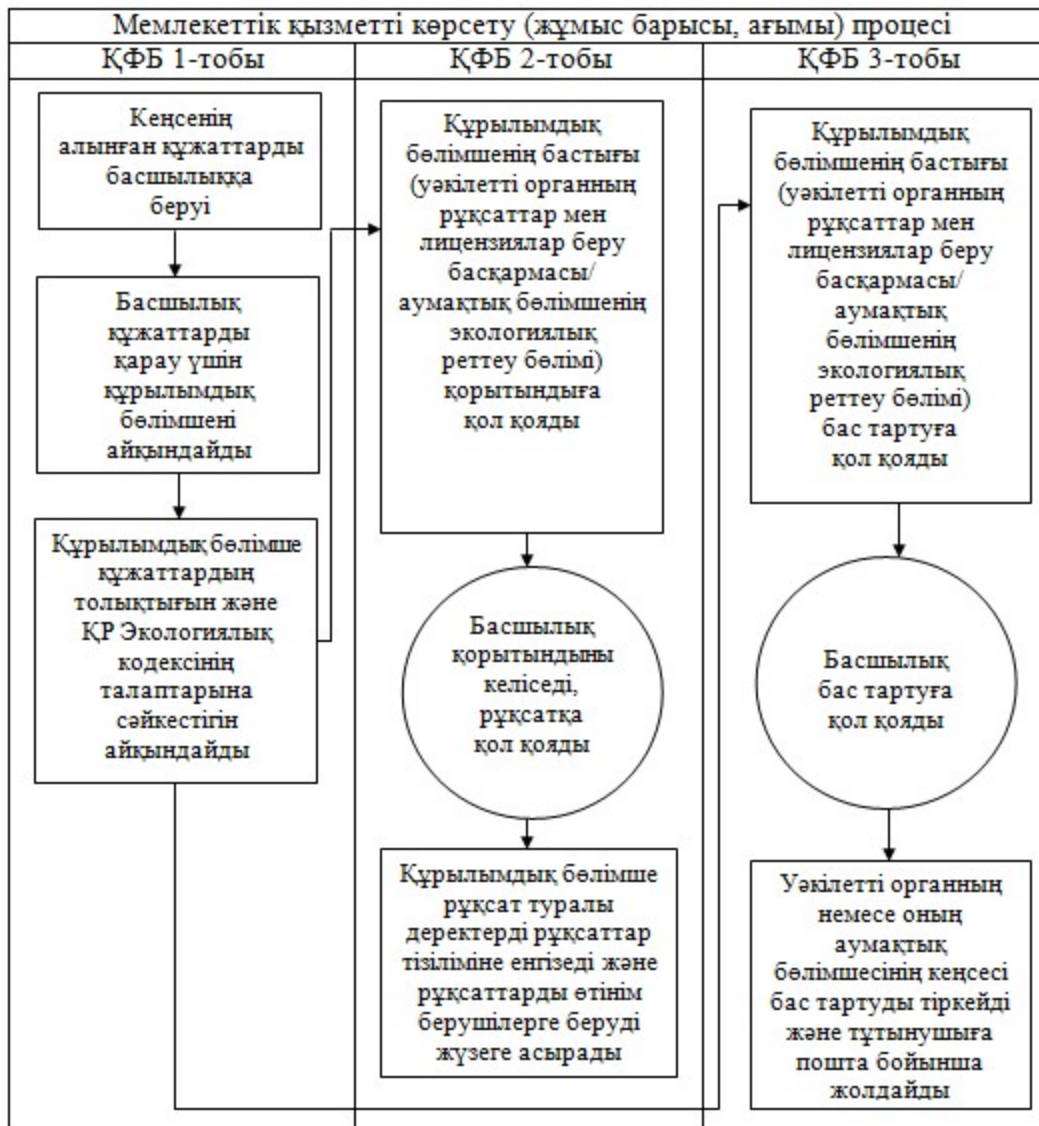 Мемлекеттік қызметті көрсету (жұмыс барысы, ағымы) процесі
ҚФБ 1-тобы
ҚФБ 2-тобы
ҚФБ 3-тобы
Кеңсенің
алынған құжаттарды
басшылыққа
беруі
Басшылық
құжаттарды
қарау үшін
құрылымдық
бөлімшені
айқындайды
Құрылымдық бөлімше
құжаттардың
толықтығын және
ҚР Экологиялық
кодексінің
талаптарына
сәйкестігін
айқындайды
Құрылымдық
бөлімшенің бастығы
(уәкілетті органның
рұқсаттар мен
лицензиялар беру
басқармасы/
аумақтық бөлімшенің
экологиялық
реттеу бөлімі)
қорытындыға
қол қояды
Басшылық
қорытындыны
келіседі,
рұқсатқа
қол қояды
Құрылымдық бөлімше
рұқсат туралы
деректерді рұқсаттар
тізіліміне енгізеді және
рұқсаттарды өтінім
берушілерге беруді
жүзеге асырады
Құрылымдық
бөлімшенің бастығы
(уәкілетті органның
рұқсаттар мен
лицензиялар беру
басқармасы/
аумақтық
бөлімшенің
экологиялық
реттеу бөлімі)
бас тартуға
қол қояды
Басшылық
бас тартуға
қол қояды
Уәкілетті органның
немесе оның
аумақтық
бөлімшесінің кеңсесі
бас тартуды тіркейді
және тұтынушыға
пошта бойынша
жолдайды